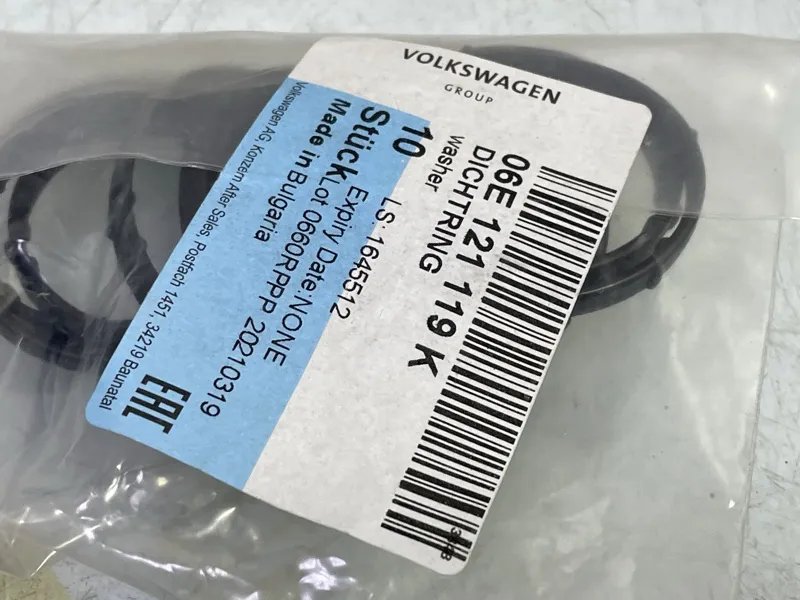 VOLKSWAGEN
GROUP
06E 121 119 K
DICHTRING
washer
10
Stück
LS: 1645512
Expiry Date:NONE
Lot 0660RPPP 20210319
Made in Bulgaria
Volkswagen AG, Konzern After Sales, Postfach 1451, 34219 Baunatal
EAC